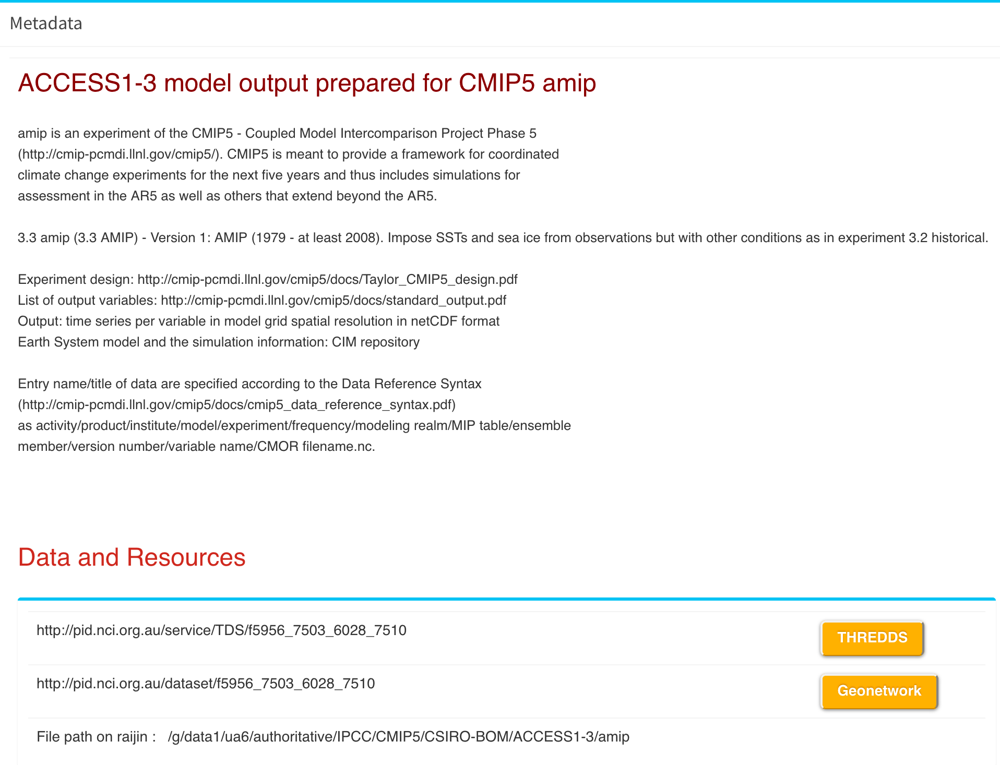 Metadata
ACCESS1-3 model output prepared for CMIP5 amip
amip is an experiment of the CMIP5 - Coupled Model Intercomparison Project Phase 5
(http://cmip-pcmdi.llnl.gov/cmip5/). CMIP5 is meant to provide a framework for coordinated
climate change experiments for the next five years and thus includes simulations for
assessment in the AR5 as well as others that extend beyond the AR5.
3.3 amip (3.3 AMIP) - Version 1: AMIP (1979 - at least 2008). Impose SSTs and sea ice from observations but with other conditions as in experiment 3.2 historical.
Experiment design: http://cmip-pcmdi.llnl.gov/cmip5/docs/Taylor_CMIP5_design.pdf
List of output variables: http://cmip-pcmdi.llnl.gov/cmip5/docs/standard_output.pdf
Output: time series per variable in model grid spatial resolution in netCDF format
Earth System model and the simulation information: CIM repository
Entry name/title of data are specified according to the Data Reference Syntax
(http://cmip-pcmdi.llnl.gov/cmip5/docs/cmip5_data_reference_syntax.pdf)
as activity/product/institute/model/experiment/frequency/modeling realm/MIP table/ensemble
member/version number/variable name/CMOR filename.nc.
Data and Resources
http://pid.nci.org.au/service/TDS/f5956_7503_6028_7510
THREDDS
http://pid.nci.org.au/dataset/f5956_7503_6028_7510
Geonetwork
File path on raijin : /g/data1/ua6/authoritative/IPCC/CMIP5/CSIRO-BOM/ACCESS1-3/amip